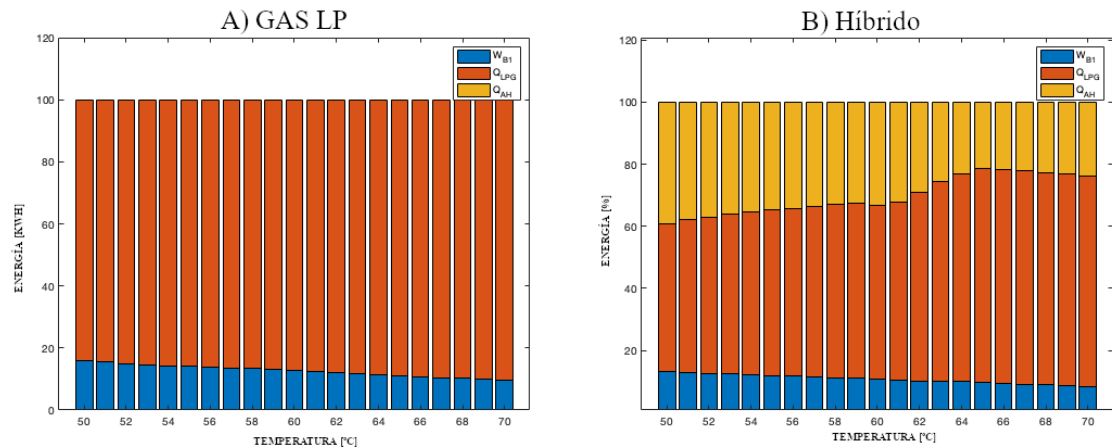 A) GAS LP
120
100
80
60
40
20
0
ENERGÍA [KWH]
W_B1
Q_LPG
Q_AH
50 52 54 56 58 60 62 64 66 68 70
TEMPERATURA [ºC]
B) Híbrido
120
100
80
60
40
20
ENERGÍA [%]
W_B1
Q_LPG
Q_AH
50 52 54 56 58 60 62 64 66 68 70
TEMPERATURA [ºC]